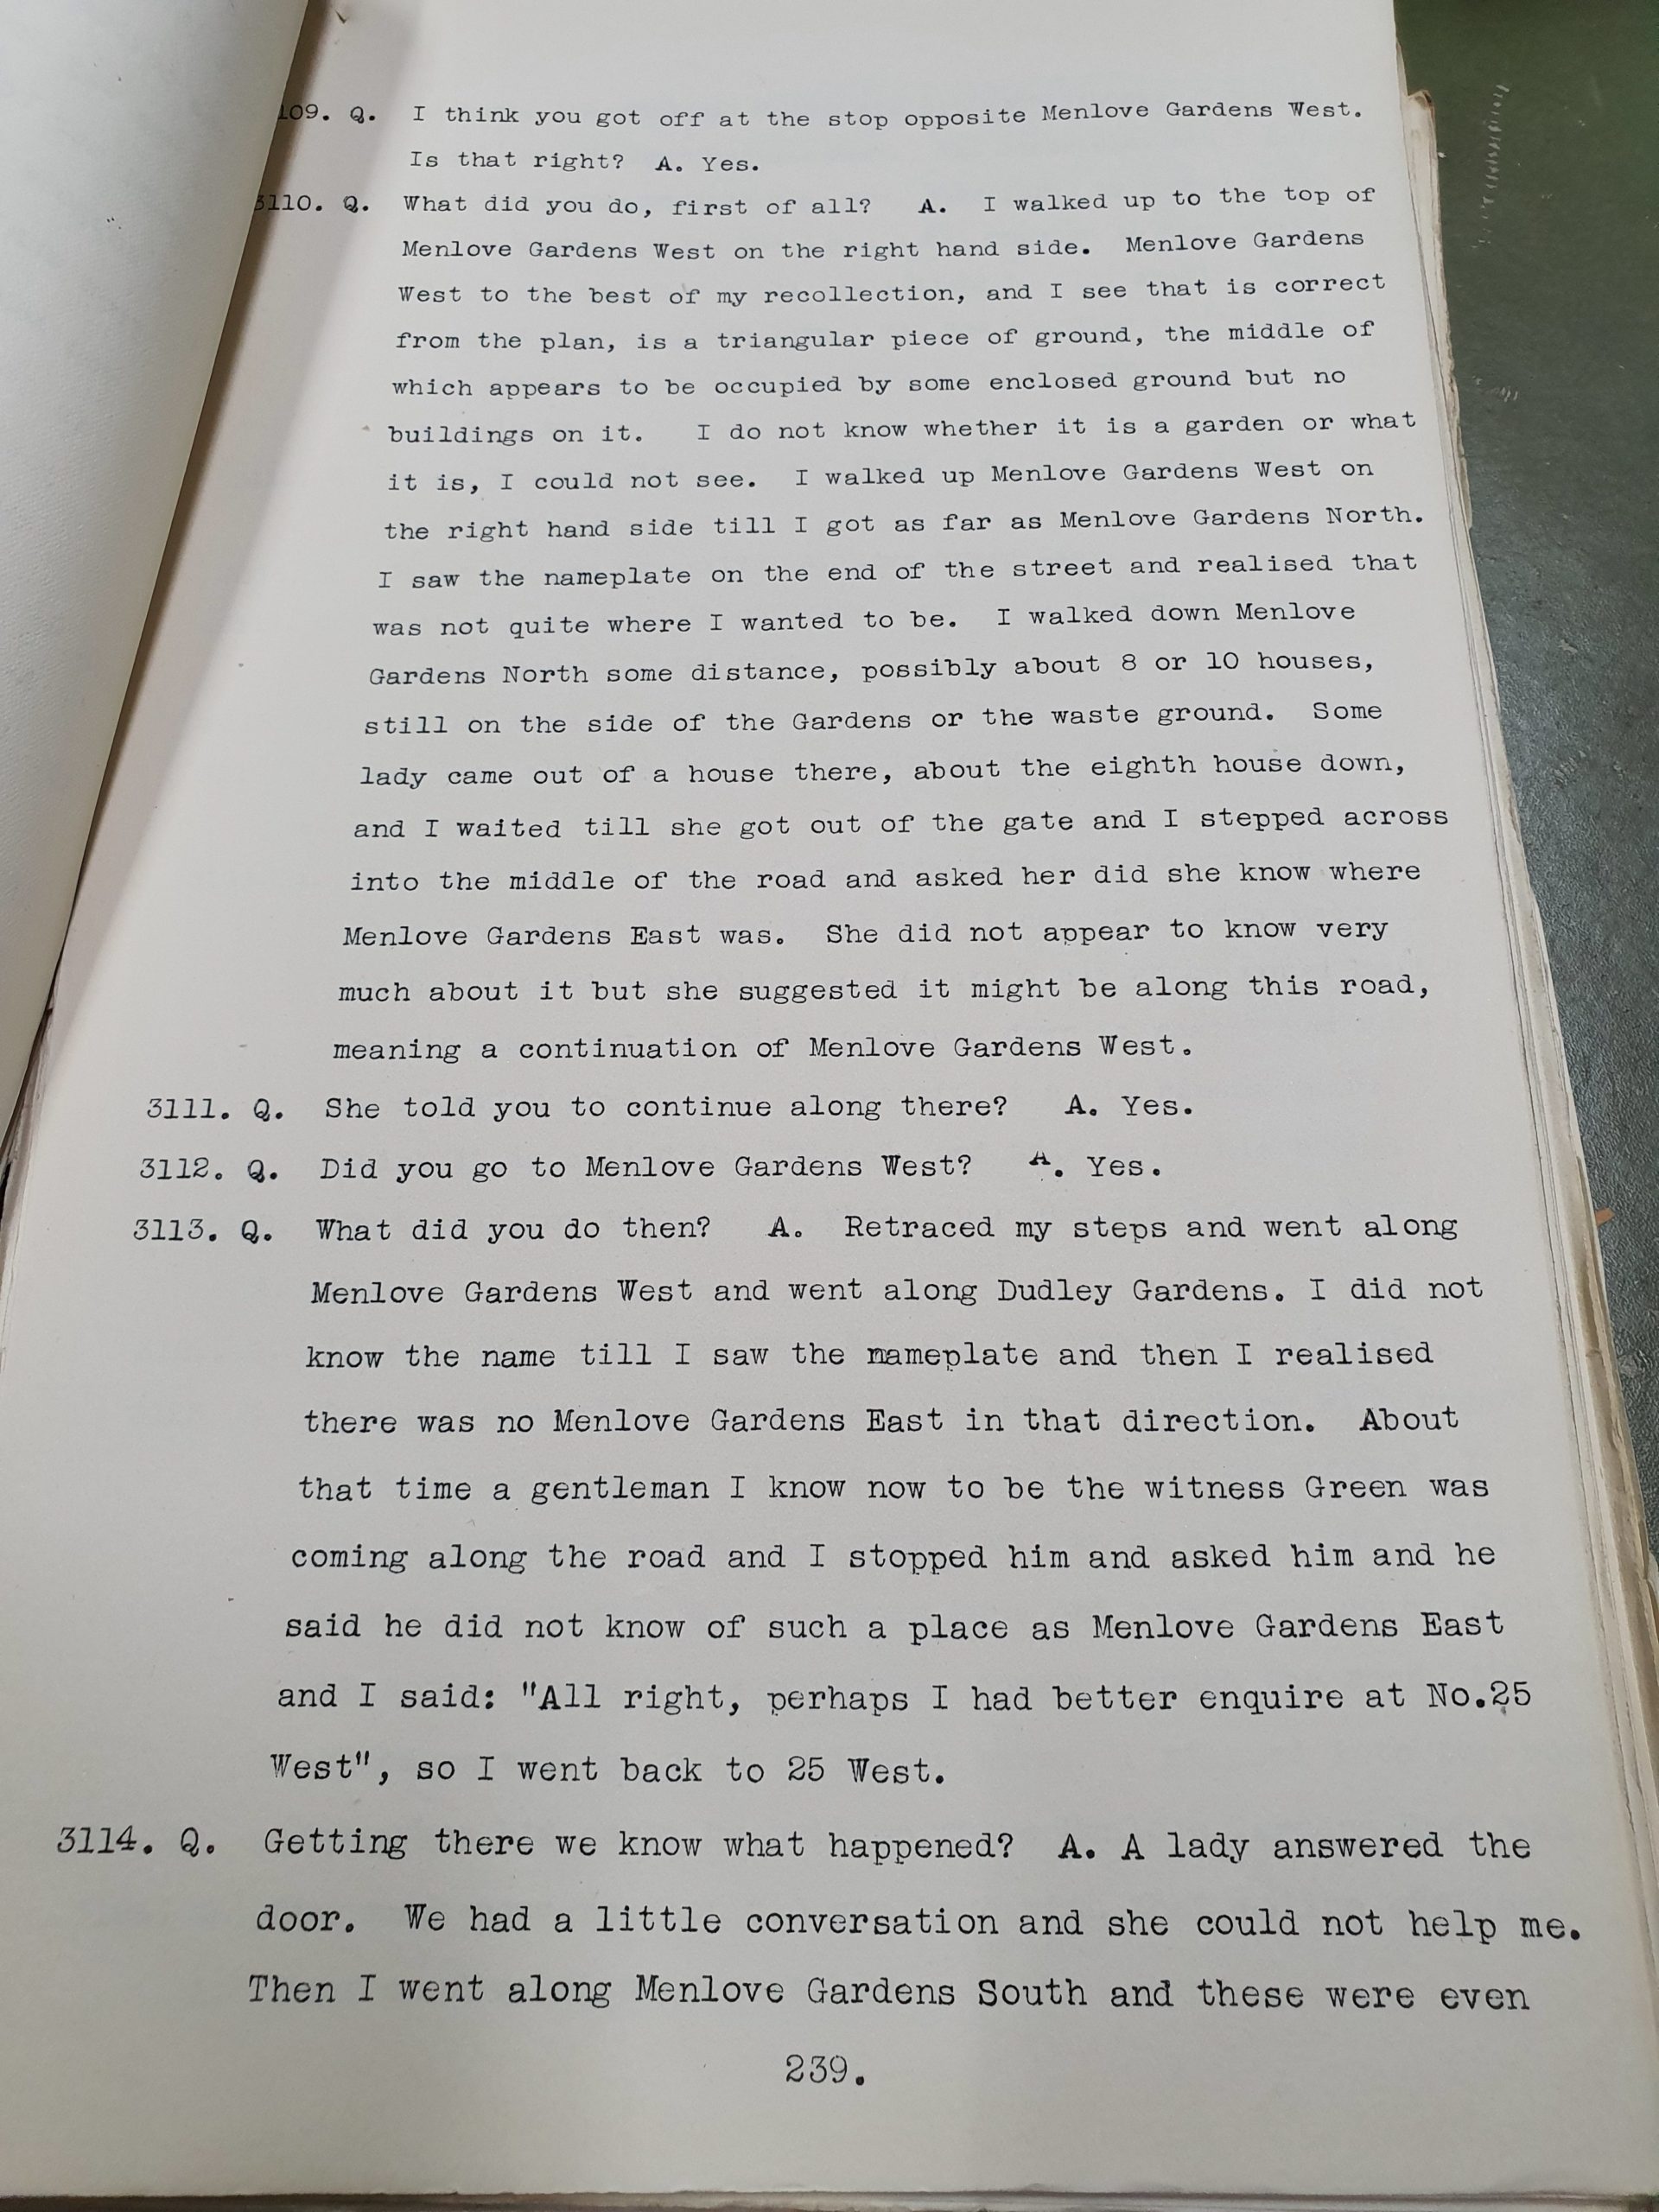 109. Q. I think you got off at the stop opposite Menlove Gardens West.
Is that right? A. Yes.
3110. Q. What did you do, first of all? A. I walked up to the top of
Menlove Gardens West on the right hand side. Menlove Gardens
West to the best of my recollection, and I see that is correct
from the plan, is a triangular piece of ground, the middle of
which appears to be occupied by some enclosed ground but no
buildings on it. I do not know whether it is a garden or what
it is, I could not see. I walked up Menlove Gardens West on
the right hand side till I got as far as Menlove Gardens North.
I saw the nameplate on the end of the street and realised that
was not quite where I wanted to be. I walked down Menlove
Gardens North some distance, possibly about 8 or 10 houses,
still on the side of the Gardens or the waste ground. Some
lady came out of a house there, about the eighth house down,
and I waited till she got out of the gate and I stepped across
into the middle of the road and asked her did she know where
Menlove Gardens East was. She did not appear to know very
much about it but she suggested it might be along this road,
meaning a continuation of Menlove Gardens West.
3111. Q. She told you to continue along there? A. Yes.
3112. Q. Did you go to Menlove Gardens West? A. Yes.
3113. Q. What did you do then? A. Retraced my steps and went along
Menlove Gardens West and went along Dudley Gardens. I did not
know the name till I saw the nameplate and then I realised
there was no Menlove Gardens East in that direction. About
that time a gentleman I know now to be the witness Green was
coming along the road and I stopped him and asked him and he
said he did not know of such a place as Menlove Gardens East
and I said: "All right, perhaps I had better enquire at No.25
West", so I went back to 25 West.
3114. Q. Getting there we know what happened? A. A lady answered the
door. We had a little conversation and she could not help me.
Then I went along Menlove Gardens South and these were even
239.